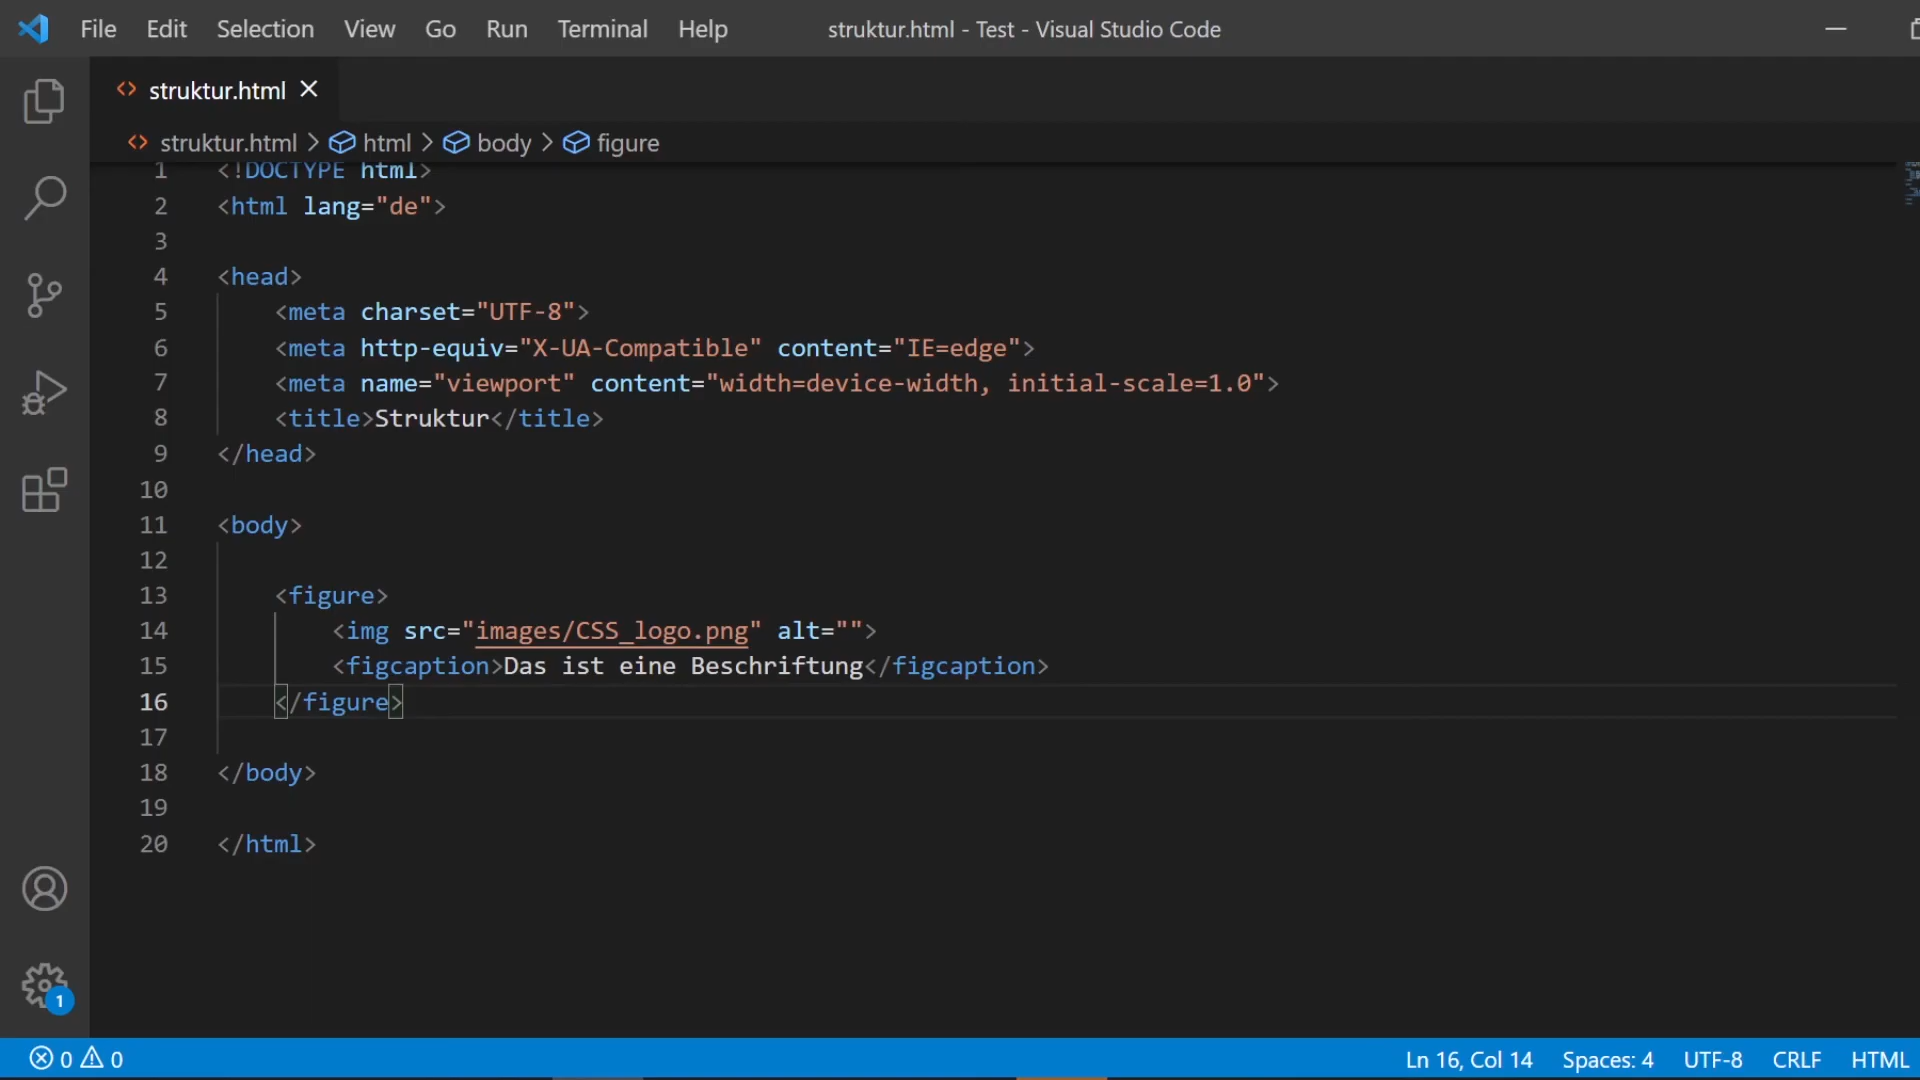 File Edit Selection View Go Run Terminal Help struktur.html - Test - Visual Studio Code
struktur.html
struktur.html > html > body > figure
1 <!DOCTYPE html>
2 <html lang="de">
3
4 <head>
5 <meta charset="UTF-8">
6 <meta http-equiv="X-UA-Compatible" content="IE=edge">
7 <meta name="viewport" content="width=device-width, initial-scale=1.0">
8 <title>Struktur</title>
9 </head>
10
11 <body>
12
13 <figure>
14 <img src="images/CSS_logo.png" alt="">
15 <figcaption>Das ist eine Beschriftung</figcaption>
16 </figure>
17
18 </body>
19
20 </html>
1
0 0 Ln 16, Col 14 Spaces: 4 UTF-8 CRLF HTML